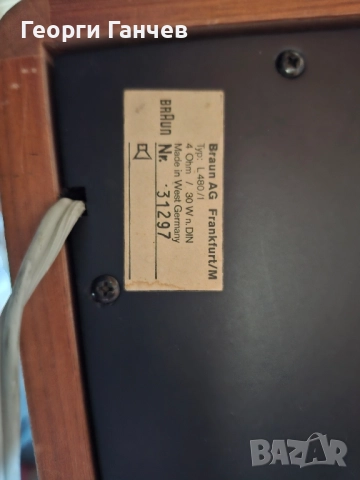 Георги Ганчев
Braun AG Frankfurt/M
Typ: L 480/1
4 Ohm / 30 W n. DIN
Made in West Germany
BRAUN Nr. 31297
BAZAR